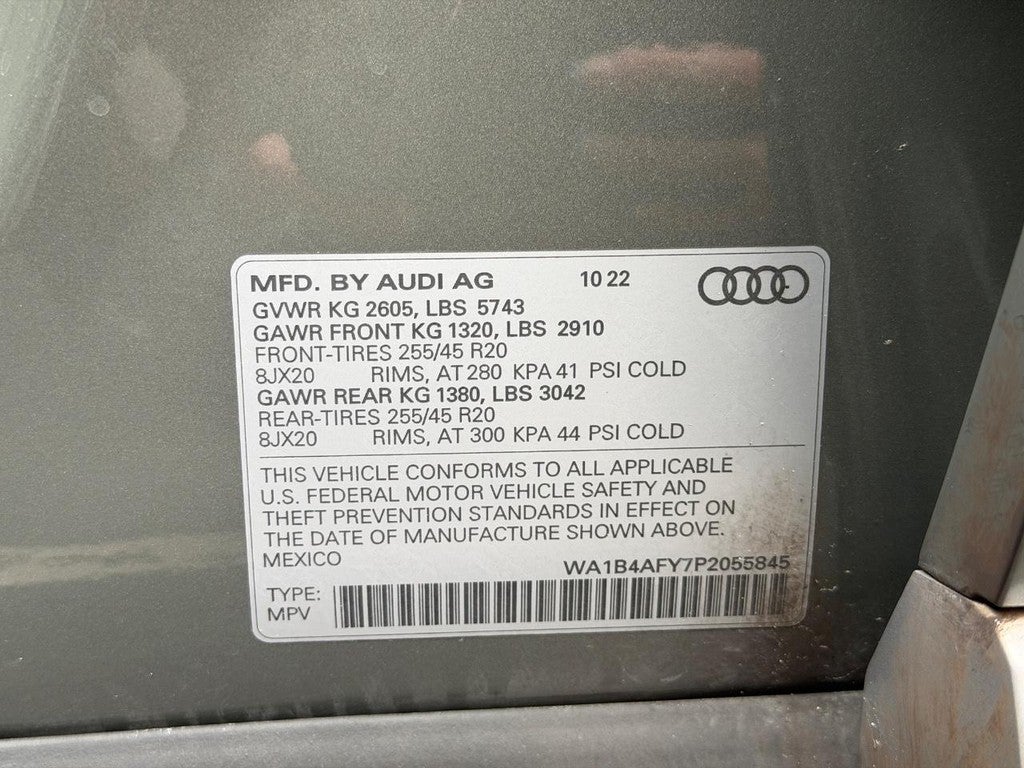 MFD. BY AUDI AG 10 22
GVWR KG 2605, LBS 5743
GAWR FRONT KG 1320, LBS 2910
FRONT-TIRES 255/45 R20
8JX20 RIMS, AT 280 KPA 41 PSI COLD
GAWR REAR KG 1380, LBS 3042
REAR-TIRES 255/45 R20
8JX20 RIMS, AT 300 KPA 44 PSI COLD
THIS VEHICLE CONFORMS TO ALL APPLICABLE
U.S. FEDERAL MOTOR VEHICLE SAFETY AND
THEFT PREVENTION STANDARDS IN EFFECT ON
THE DATE OF MANUFACTURE SHOWN ABOVE.
MEXICO
WA1B4AFY7P2055845
TYPE:
MPV